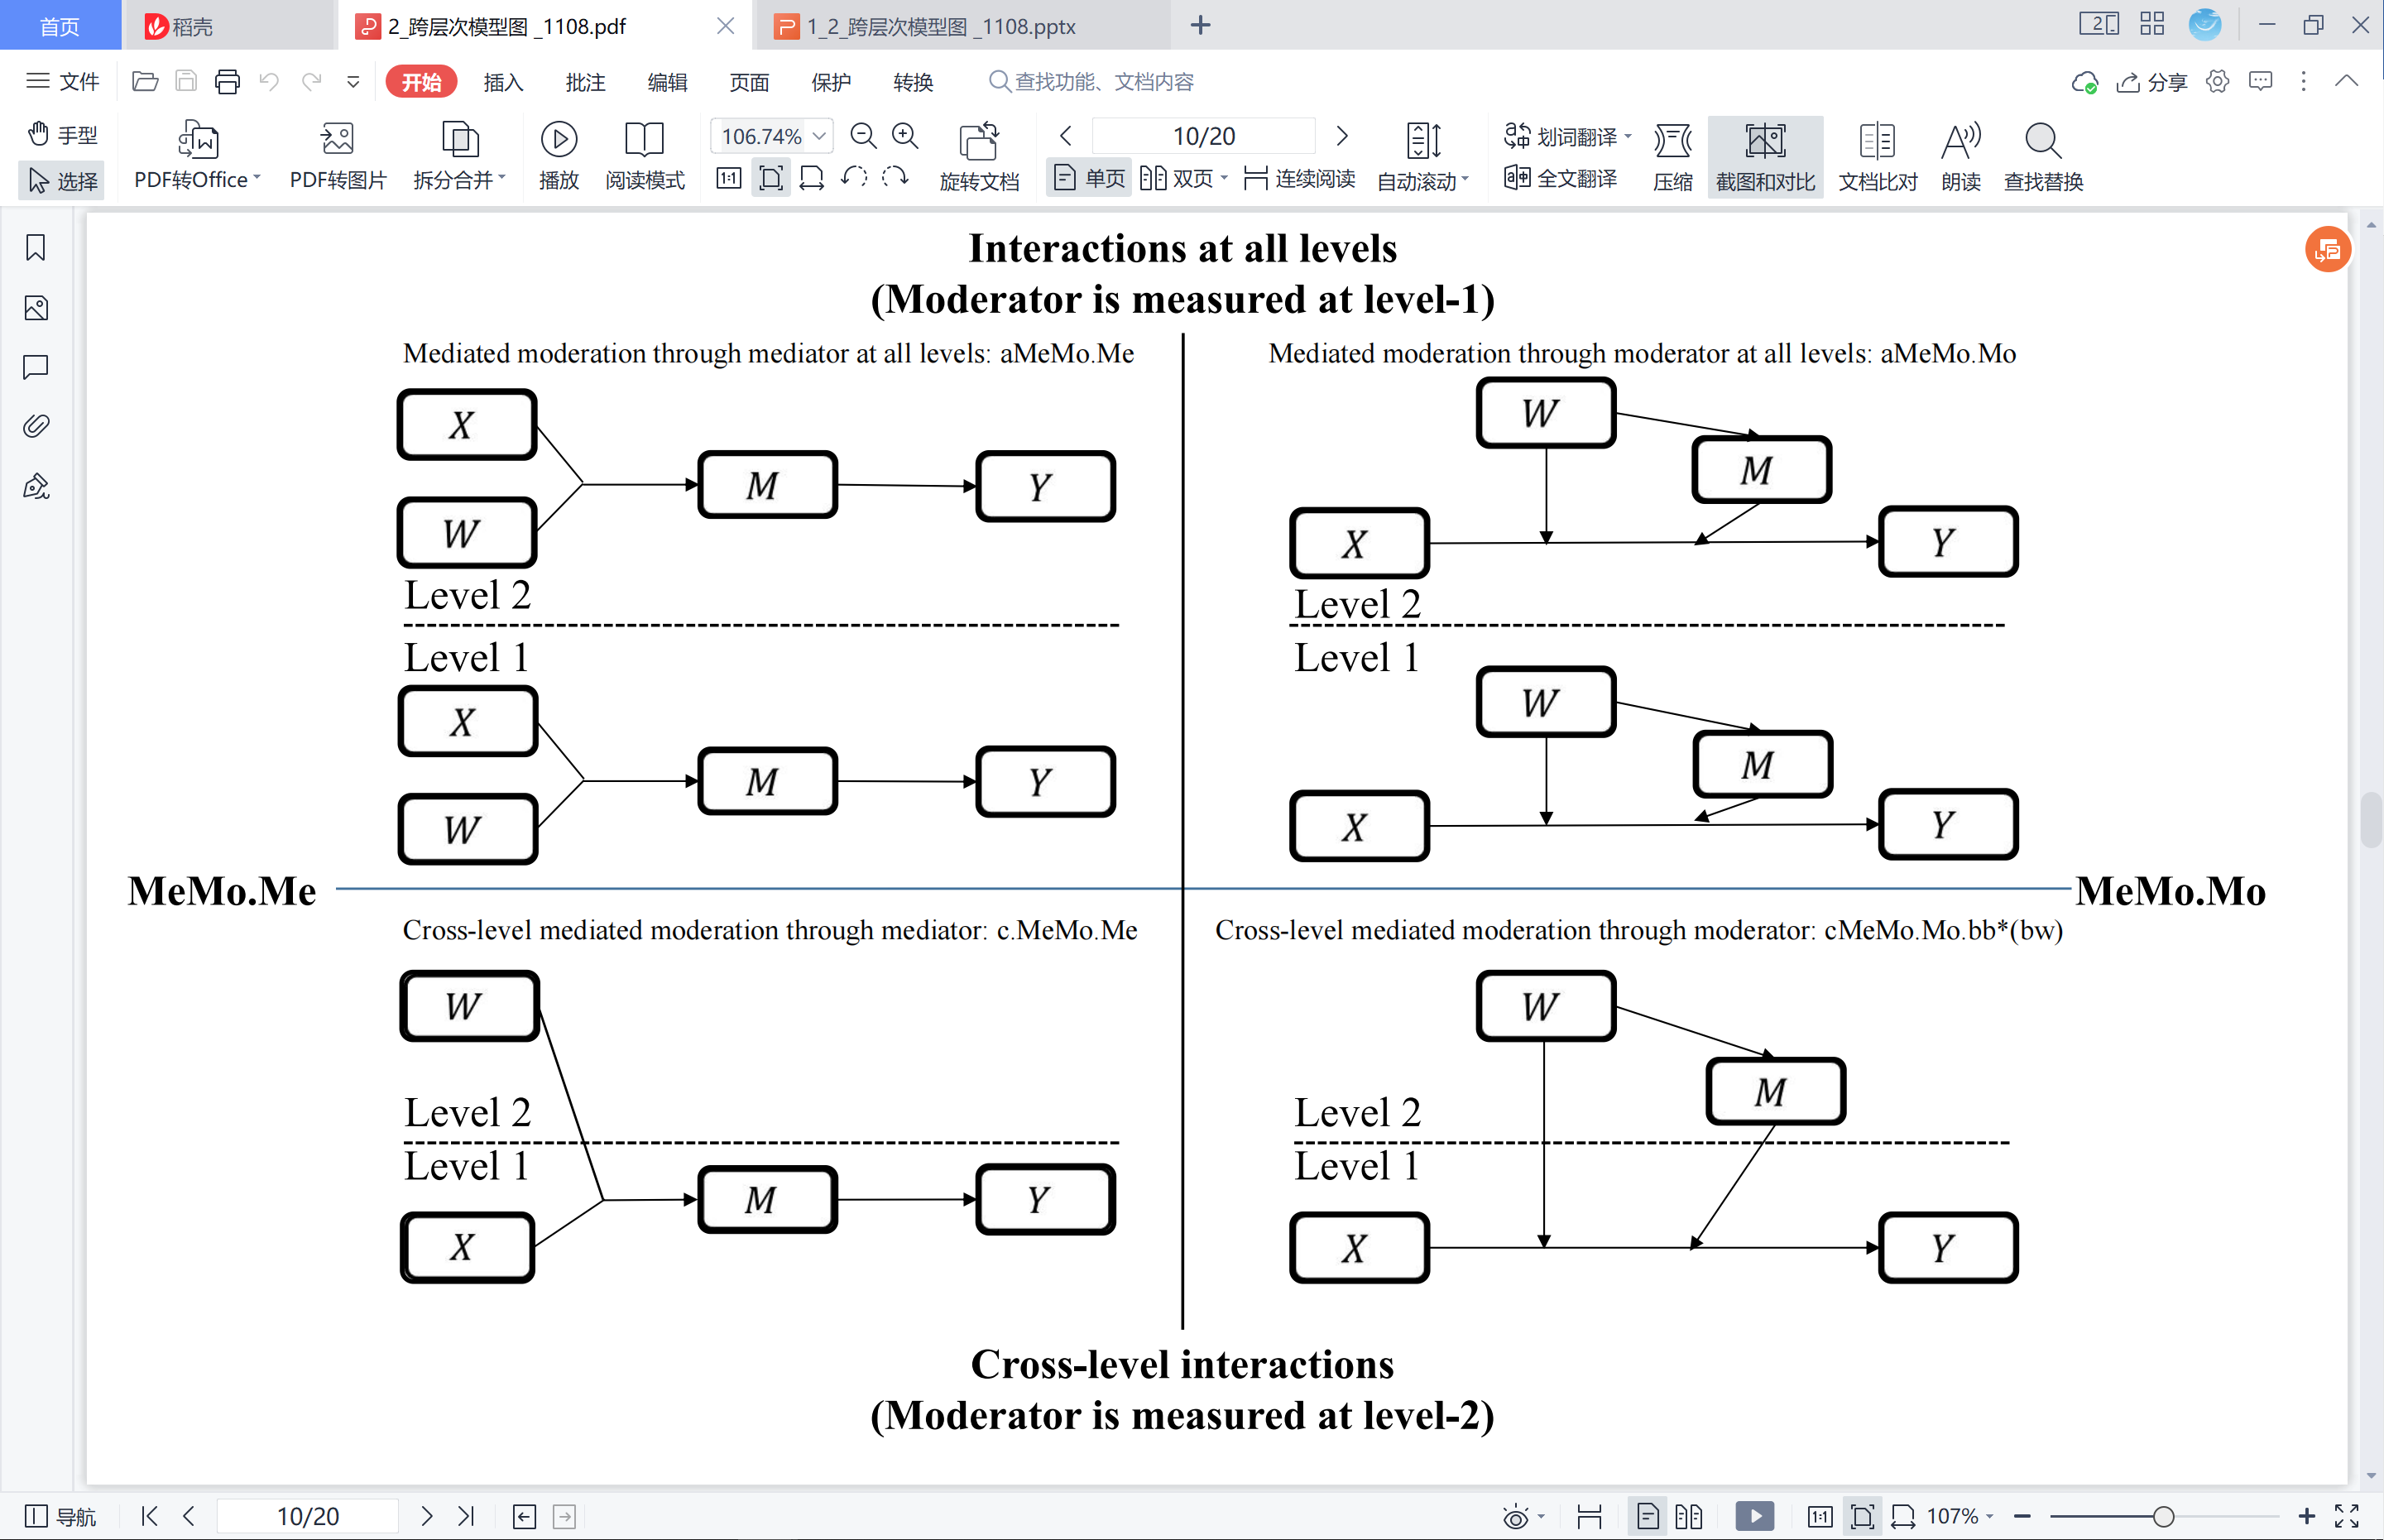 首页
稻壳
2_跨层次模型图 _1108.pdf
1_2_跨层次模型图 _1108.pptx
2
文件
开始
插入
批注
编辑
页面
保护
转换
查找功能、文档内容
分享
手型
选择
PDF转Office
PDF转图片
拆分合并
播放
阅读模式
106.74%
1:1
旋转文档
10/20
单页
双页
连续阅读
自动滚动
划词翻译
全文翻译
压缩
截图和对比
文档比对
朗读
查找替换
Interactions at all levels
(Moderator is measured at level-1)
Mediated moderation through mediator at all levels: aMeMo.Me
X
W
M
Y
Level 2
Level 1
X
W
M
Y
Mediated moderation through moderator at all levels: aMeMo.Mo
W
M
X
Y
Level 2
Level 1
W
M
X
Y
MeMo.Me
MeMo.Mo
Cross-level mediated moderation through mediator: c.MeMo.Me
W
Level 2
Level 1
M
Y
X
Cross-level mediated moderation through moderator: cMeMo.Mo.bb*(bw)
W
M
Level 2
Level 1
X
Y
Cross-level interactions
(Moderator is measured at level-2)
导航
10/20
1:1
107%